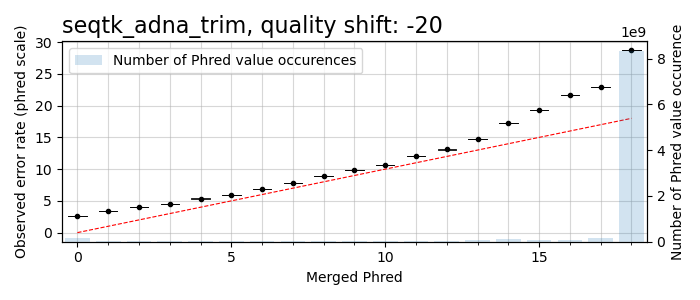 seqtk_adna_trim, quality shift: -20
1e9
Number of Phred value occurences
Observed error rate (phred scale)
30
25
20
15
10
5
0
8
6
4
2
0
Number of Phred value occurence
0
5
10
15
Merged Phred